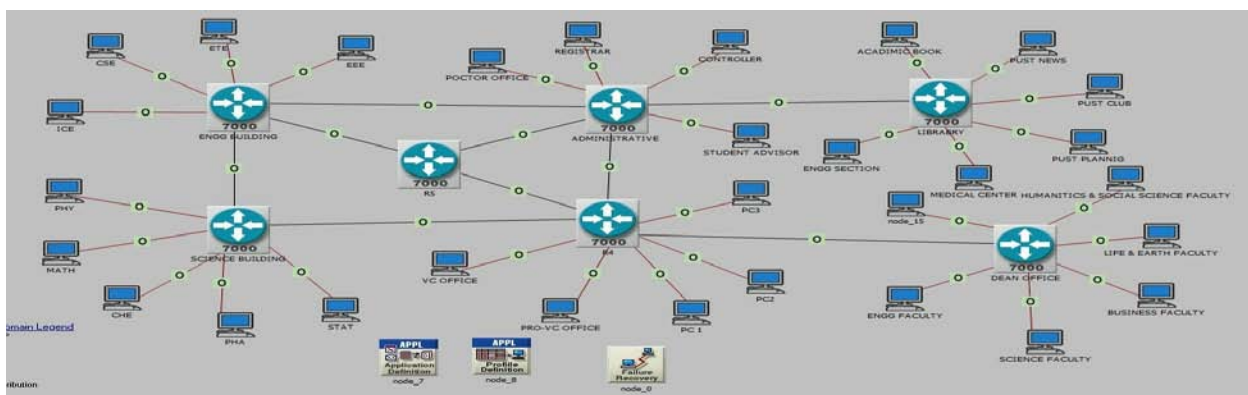 ETE
CSE
EEE
ICE
7000
ENGG BUILDING
REGISTRAR
CONTROLLER
POCTOR OFFICE
7000
ADMINISTRATIVE
STUDENT ADVISOR
ACADIMIC BOOK
PUST NEWS
PUST CLUB
7000
LIBRABRY
ENGG SECTION
PUST PLANNIG
MEDICAL CENTER
7000
R5
PHY
MATH
7000
SCIENCE BUILDING
CHE
PHA
STAT
PC3
7000
R4
VC OFFICE
PC2
PRO-VC OFFICE
PC 1
HUMANITICS & SOCIAL SCIENCE FACULTY
node_15
7000
DEAN OFFICE
LIFE & EARTH FACULTY
ENGG FACULTY
BUSINESS FACULTY
SCIENCE FACULTY
omain Legend
APPL
Application
Definition
node_7
APPL
Profile
Definition
node_8
Failure
Recovery
node_0
ribution